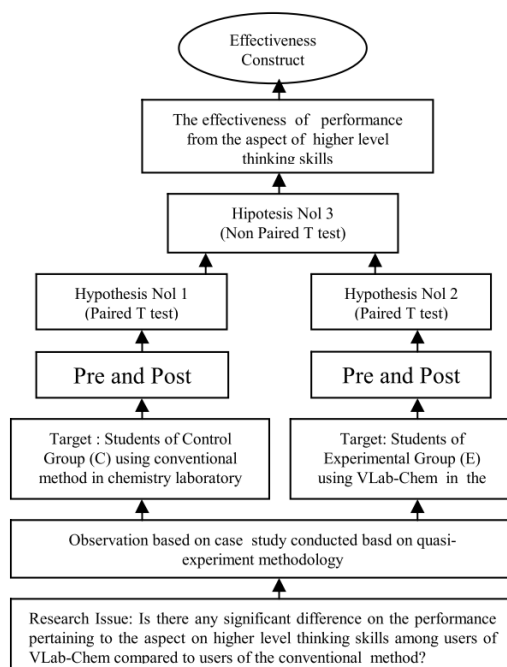 Effectiveness
Construct
The effectiveness of performance
from the aspect of higher level
thinking skills
Hipotesis Nol 3
(Non Paired T test)
Hypothesis Nol 1
(Paired T test)
Hypothesis Nol 2
(Paired T test)
Pre and Post
Pre and Post
Target : Students of Control
Group (C) using conventional
method in chemistry laboratory
Target: Students of
Experimental Group (E)
using VLab-Chem in the
Observation based on case study conducted basd on quasi-
experiment methodology
Research Issue: Is there any significant difference on the performance
pertaining to the aspect on higher level thinking skills among users of
VLab-Chem compared to users of the conventional method?